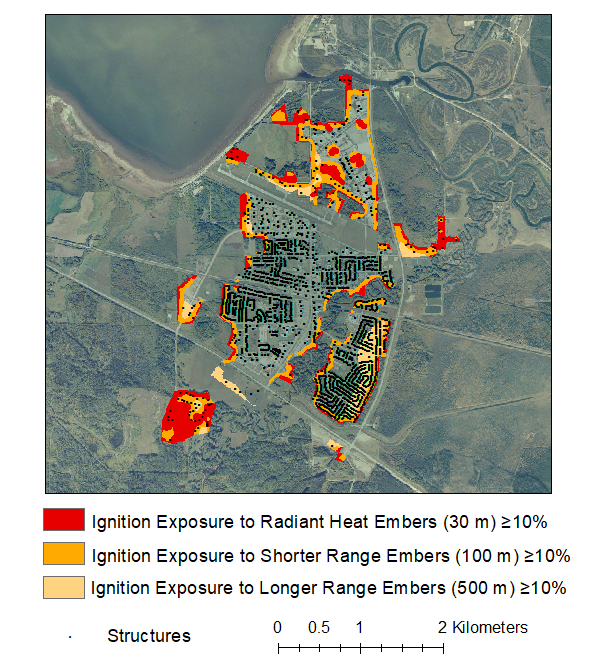 Ignition Exposure to Radiant Heat Embers (30 m) ≥10%
Ignition Exposure to Shorter Range Embers (100 m) ≥10%
Ignition Exposure to Longer Range Embers (500 m) ≥10%
Structures
0 0.5 1 2 Kilometers